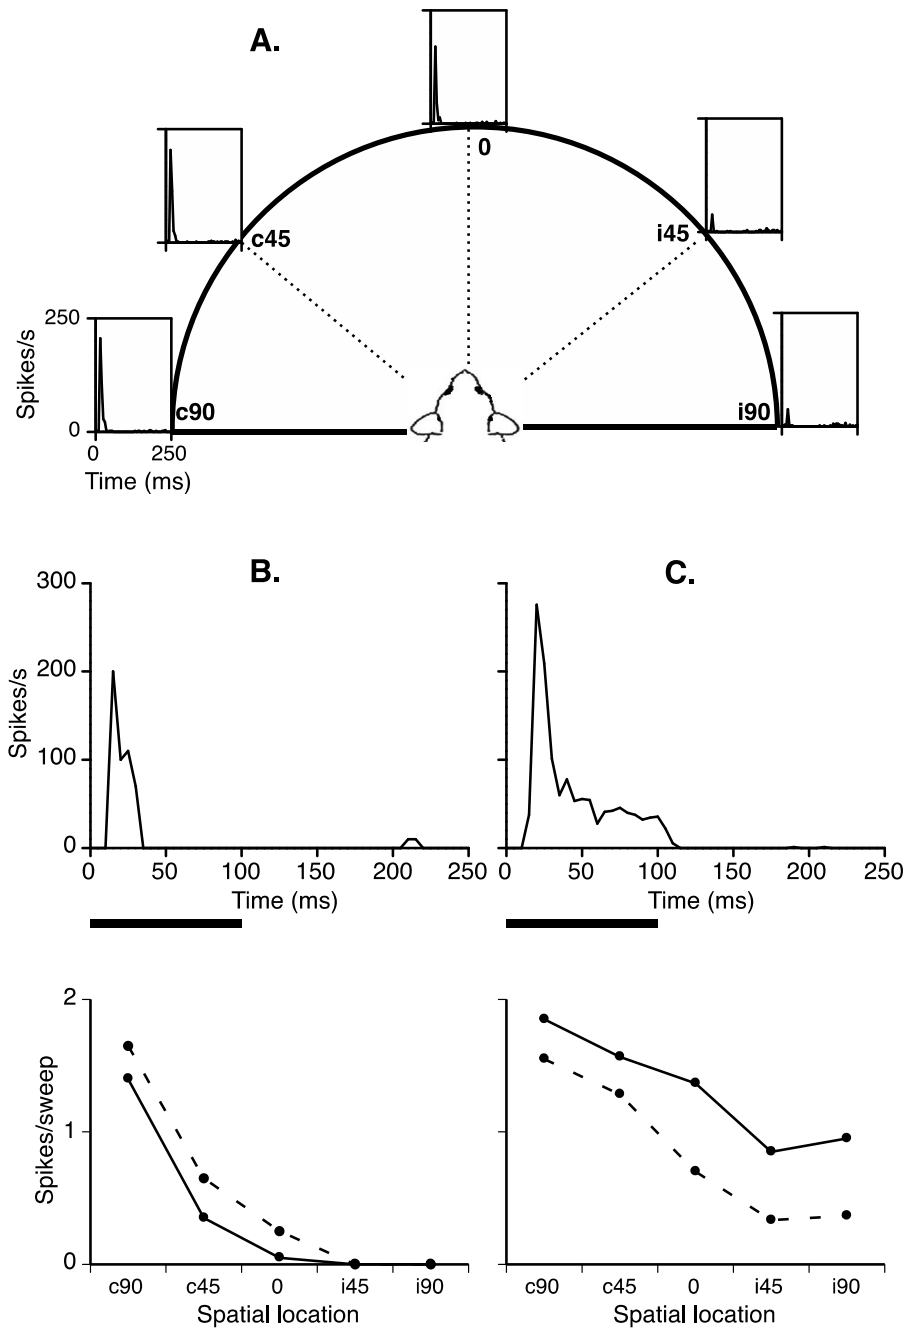 A.
0
c45
i45
250
Spikes/s
0
c90
i90
0
250
Time (ms)
B.
C.
300
200
100
0
Spikes/s
0
50
100
150
200
250
Time (ms)
0
50
100
150
200
250
Time (ms)
2
1
0
Spikes/sweep
c90
c45
0
i45
i90
Spatial location
c90
c45
0
i45
i90
Spatial location